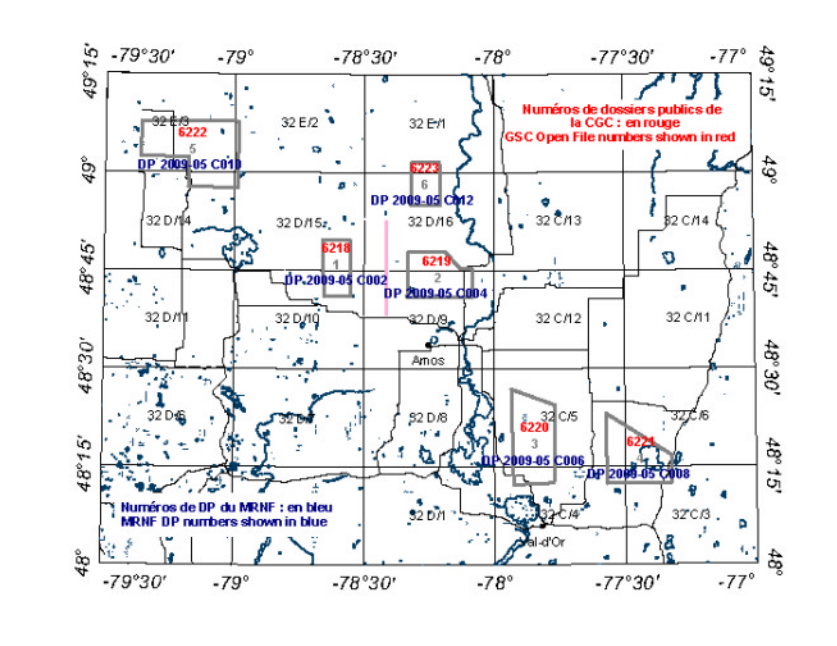 -79°30' -79° -78°30' -78° -77°30' -77°
49°15' 49°15'
32 E/3 32 E/2 32 E/1
Numéros de dossiers publics de
la CGC : en rouge
GSC Open File numbers shown in red
6222
5
DP 2009-05 C010
49° 49°
6223
6
DP 2009-05 C012
32 D/14 32 D/15 32 D/16 32 C/13 32 C/14
6218
1
DP 2009-05 C002
6219
2
DP 2009-05 C004
48°45' 48°45'
32 D/11 32 D/10 32 D/9 32 C/12 32 C/11
Amos
48°30' 48°30'
32 D/6 32 D/7 32 D/8 32 C/5 32 C/6
6220
3
DP 2009-05 C006
6221
DP 2009-05 C008
48°15' 48°15'
Numéros de DP du MRNF : en bleu
MRNF DP numbers shown in blue
32 D/1 32 C/4 32 C/3
Val-d'Or
48° 48°
-79°30' -79° -78°30' -78° -77°30' -77°